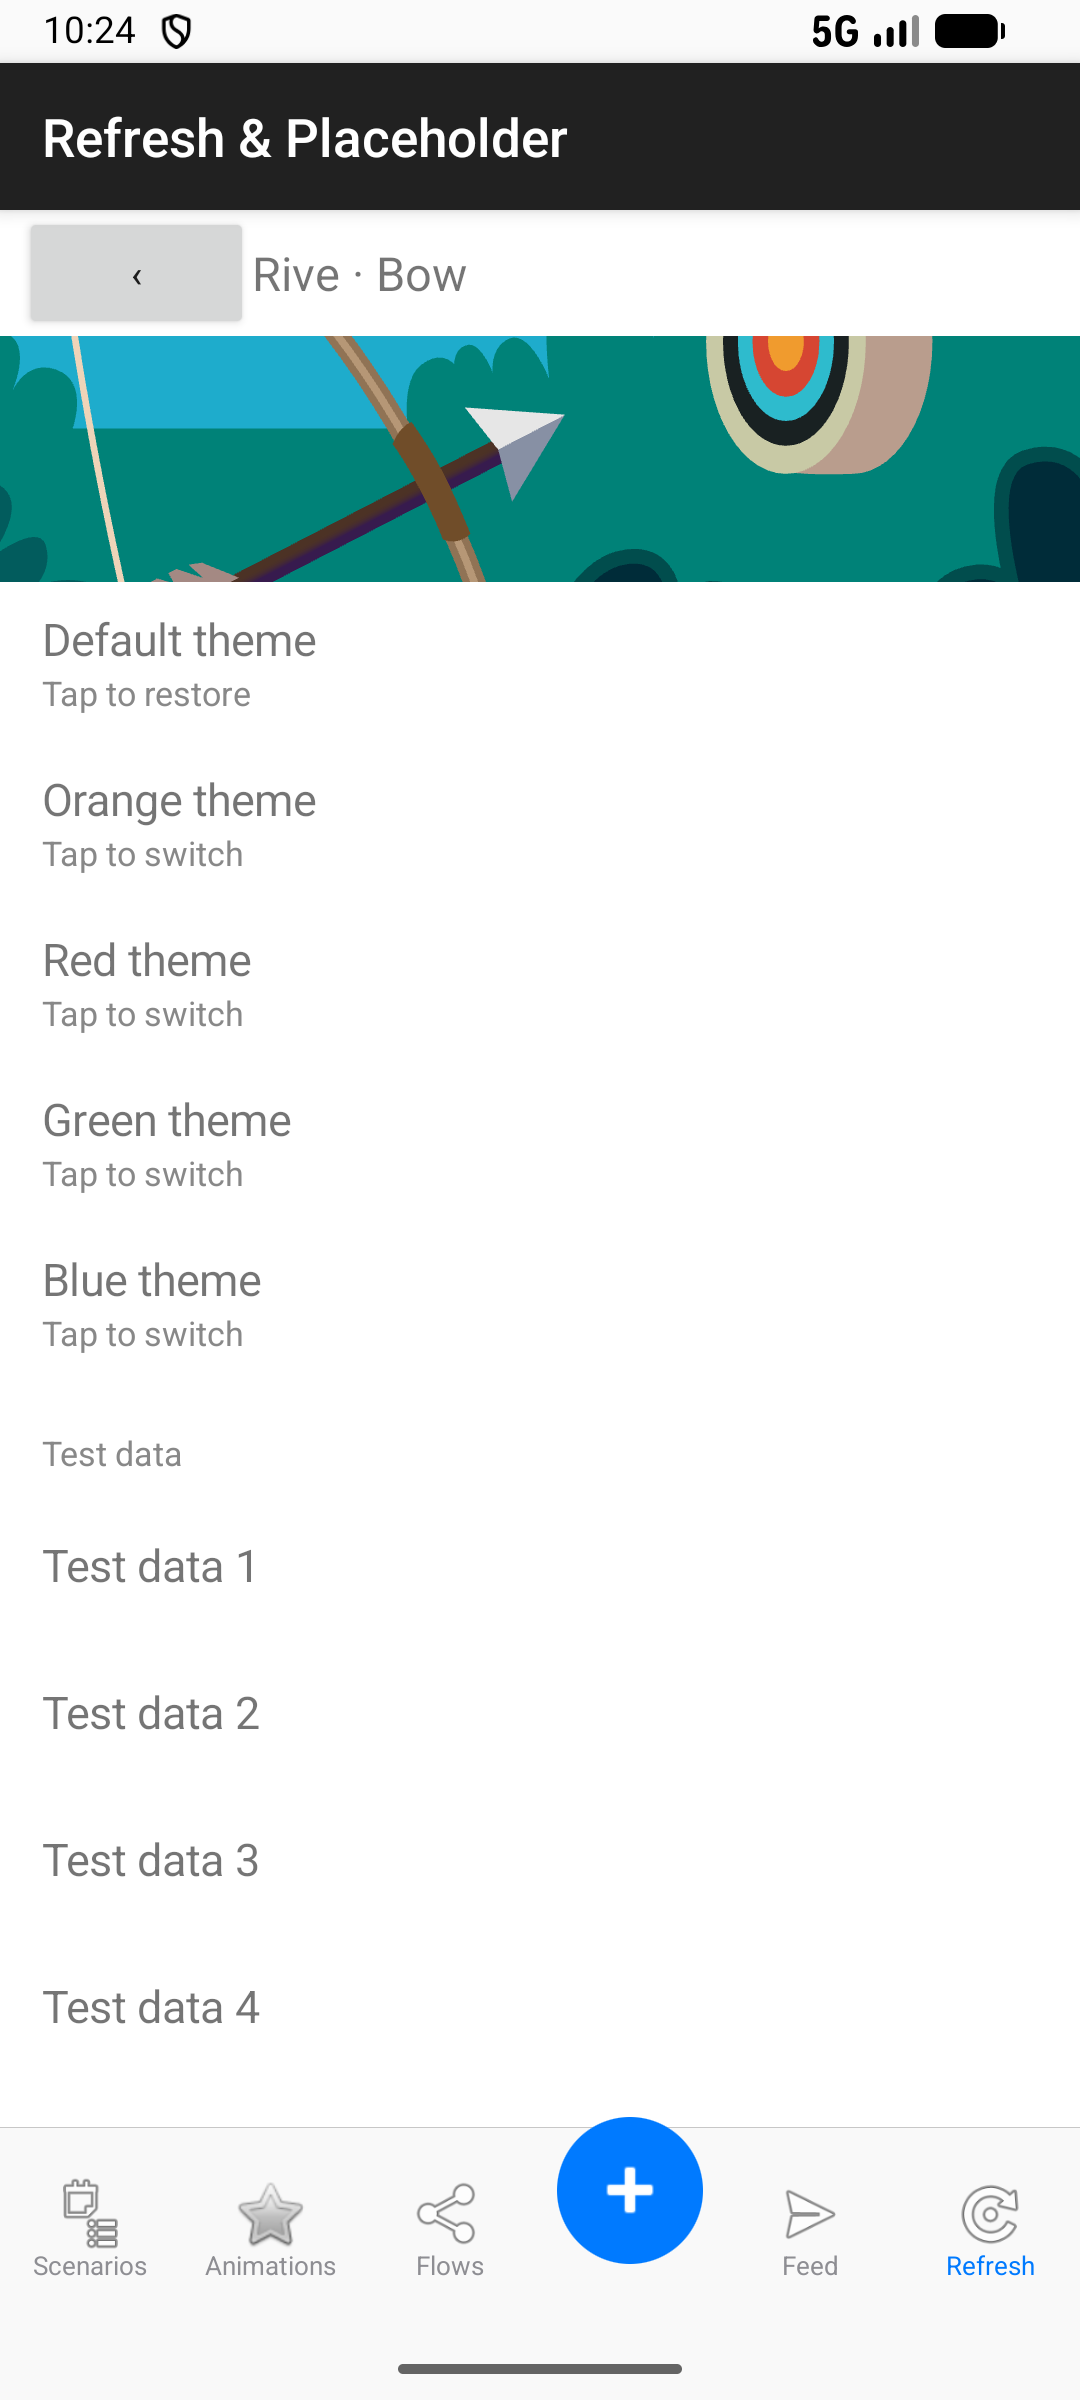 10:24
5G
Refresh & Placeholder
‹ Rive · Bow
Default theme
Tap to restore
Orange theme
Tap to switch
Red theme
Tap to switch
Green theme
Tap to switch
Blue theme
Tap to switch
Test data
Test data 1
Test data 2
Test data 3
Test data 4
Scenarios
Animations
Flows
Feed
Refresh